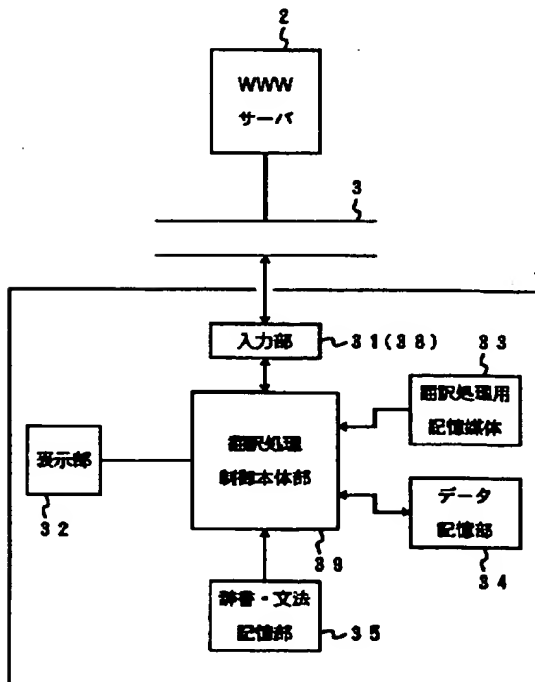 2
WWW
サーバ
3
入力部
31(38)
33
翻訳処理用
記憶媒体
表示部
32
翻訳処理
制御本体部
39
データ
記憶部
34
辞書・文法
記憶部
35